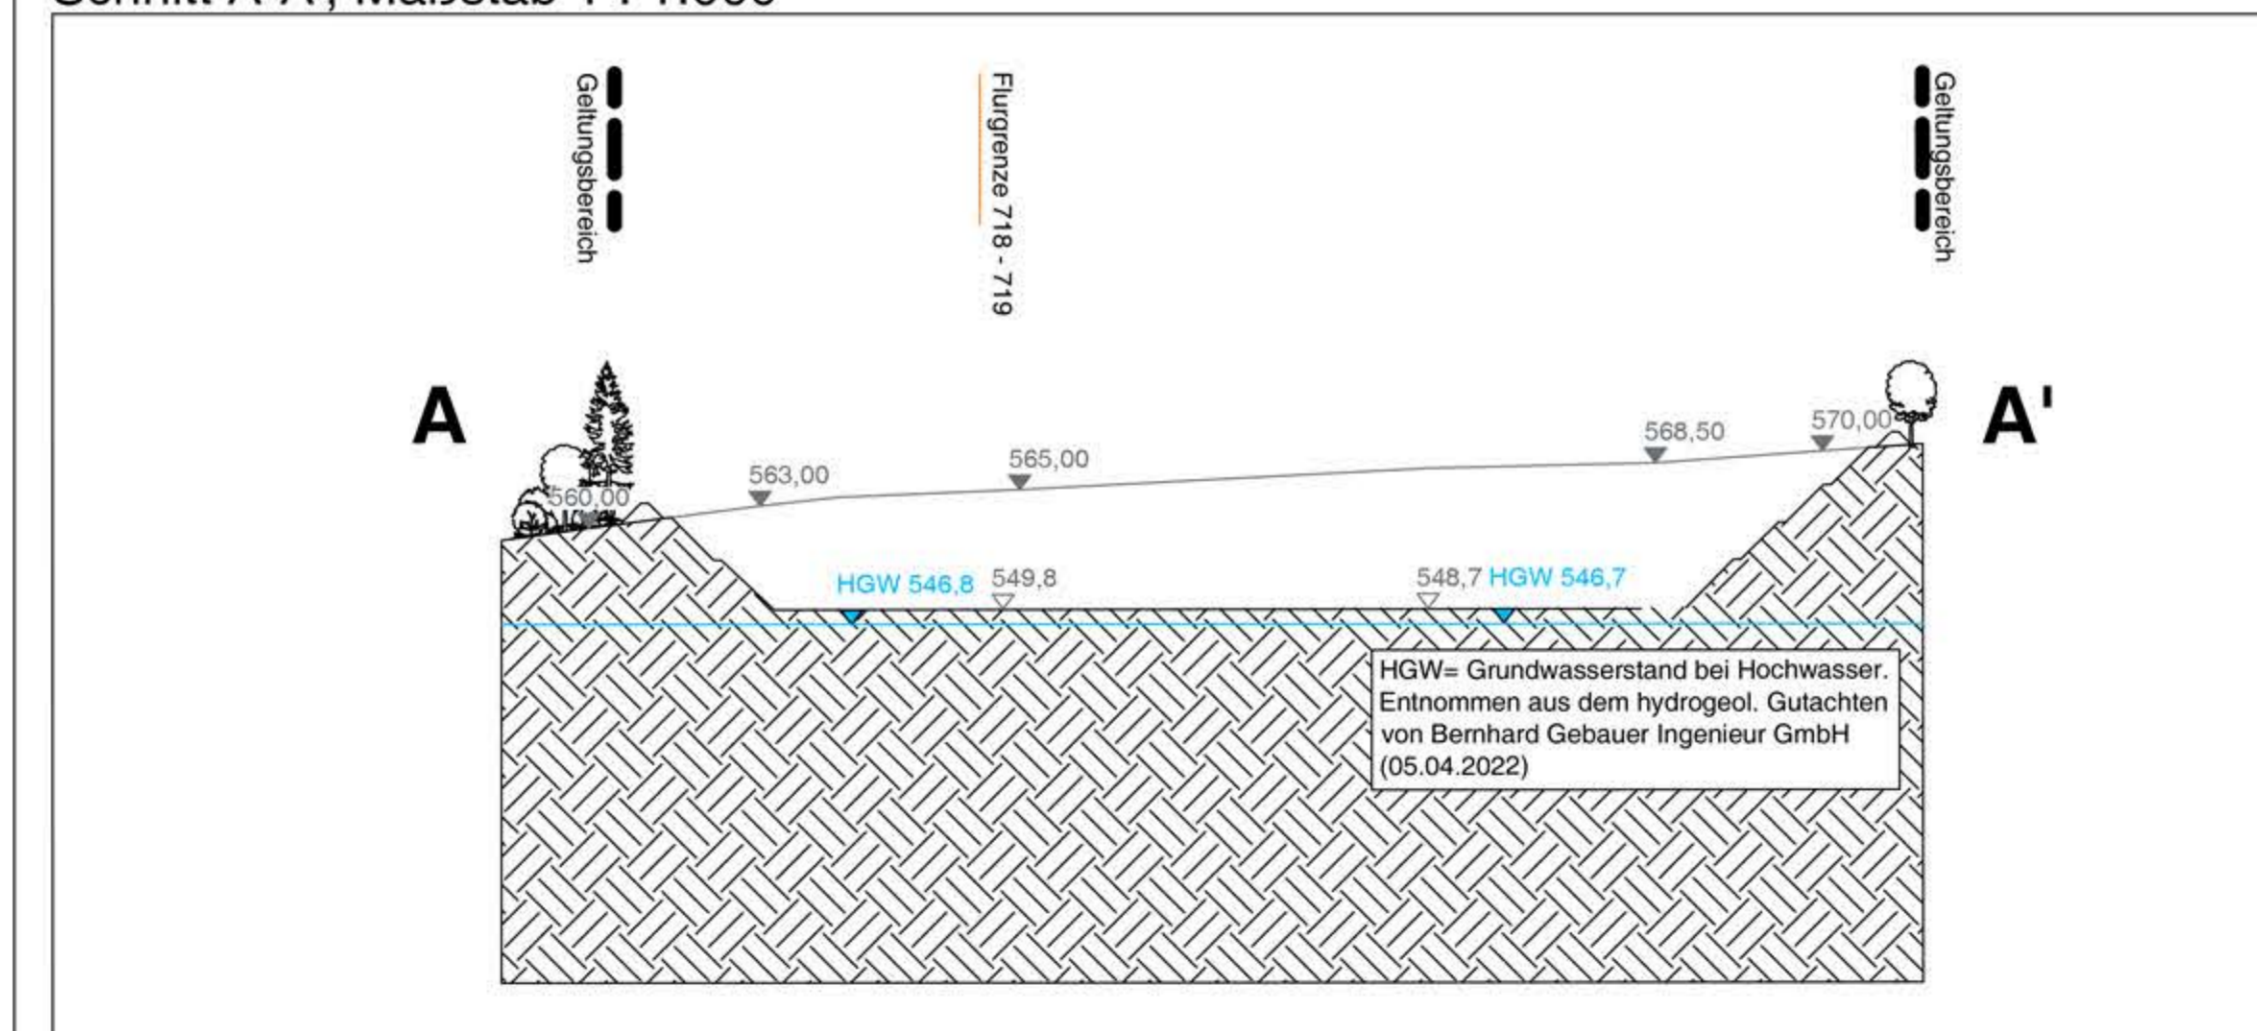 Geltungsbereich
Flurgrenze 718 - 719
Geltungsbereich
A
A'
560,00
563,00
565,00
568,50
570,00
HGW 546,8
549,8
548,7
HGW 546,7
HGW= Grundwasserstand bei Hochwasser.
Entnommen aus dem hydrogeol. Gutachten
von Bernhard Gebauer Ingenieur GmbH
(05.04.2022)